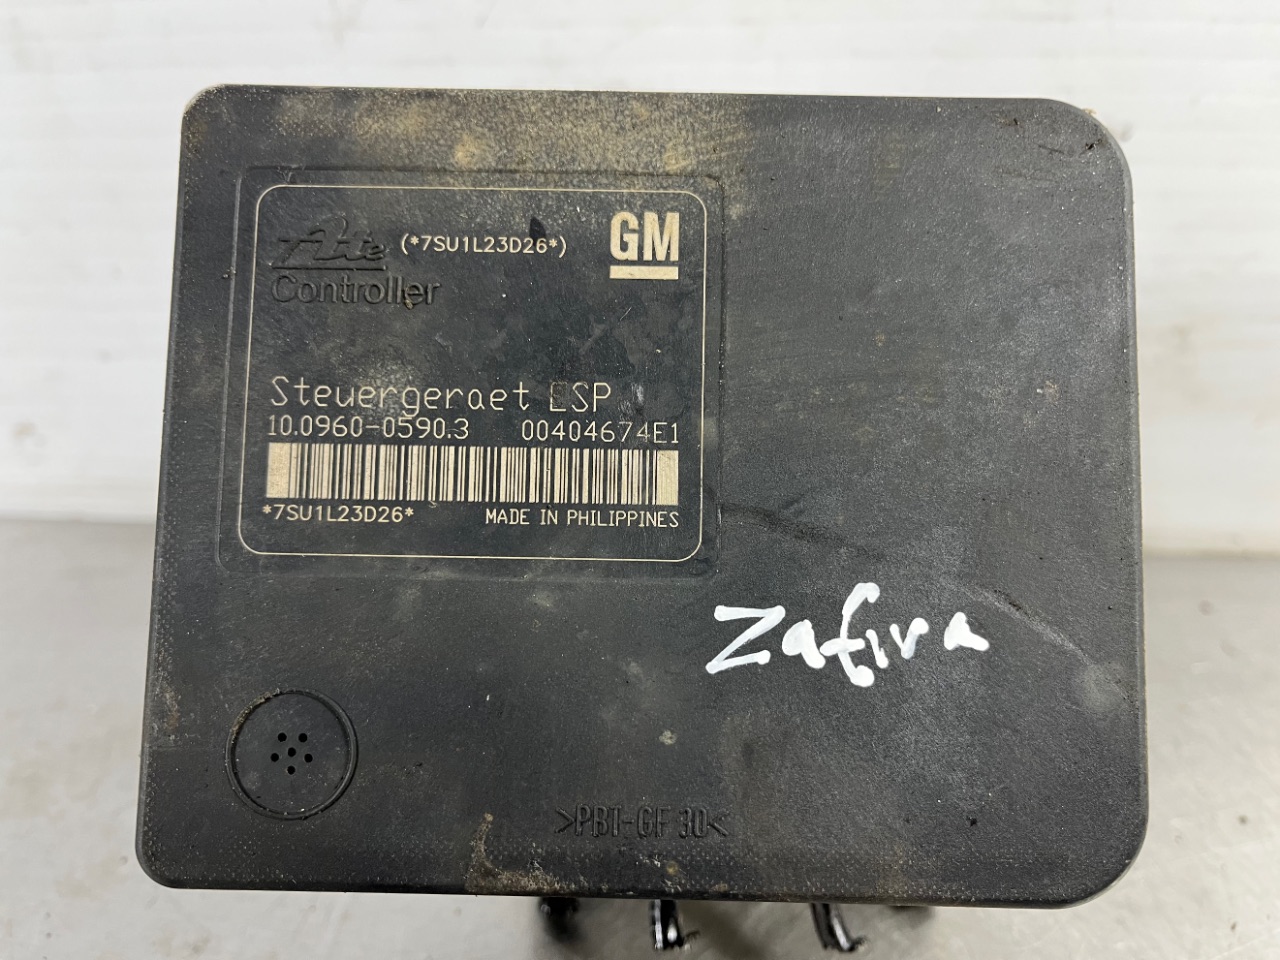 Ate (*7SU1L23D26*) GM
Controller
Steuergeraet ESP
10.0960-0590.3 00404674E1
*7SU1L23D26* MADE IN PHILIPPINES
Zafira
>PBT-GF 30<